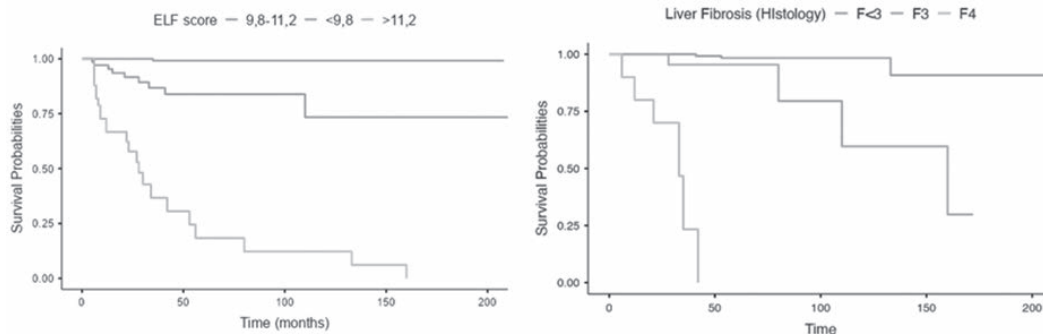 ELF score 9,8-11,2 <9,8 >11,2
Survival Probabilities
1.00
0.75
0.50
0.25
0.00
0 50 100 150 200
Time (months)
Liver Fibrosis (HIstology) F<3 F3 F4
Survival Probabilities
1.00
0.75
0.50
0.25
0.00
0 50 100 150 200
Time